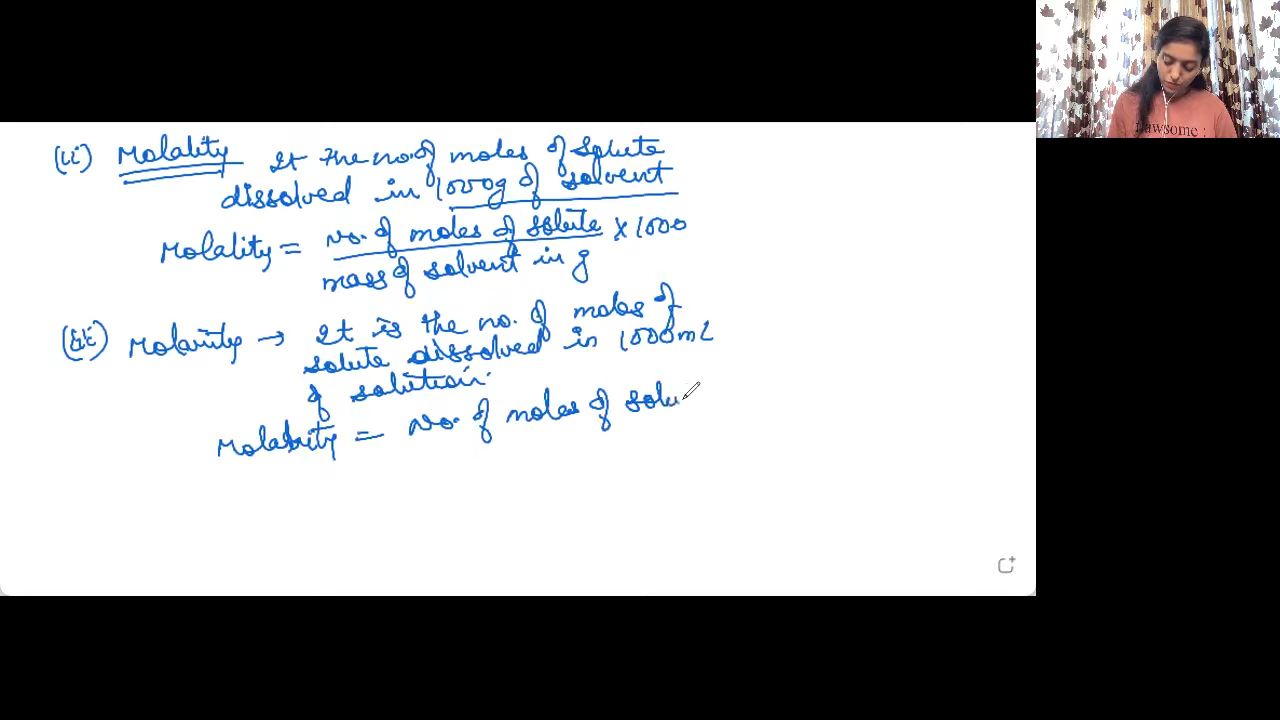 (ii) Molality It the no. of moles of solute
dissolved in 1000g of solvent
Molality = No. of moles of solute × 1000
mass of solvent in g
(iii) Molarity → It is the no. of moles of
solute dissolved in 1000mL
of solution.
Molarity = No. of moles of solu
Pawsome :